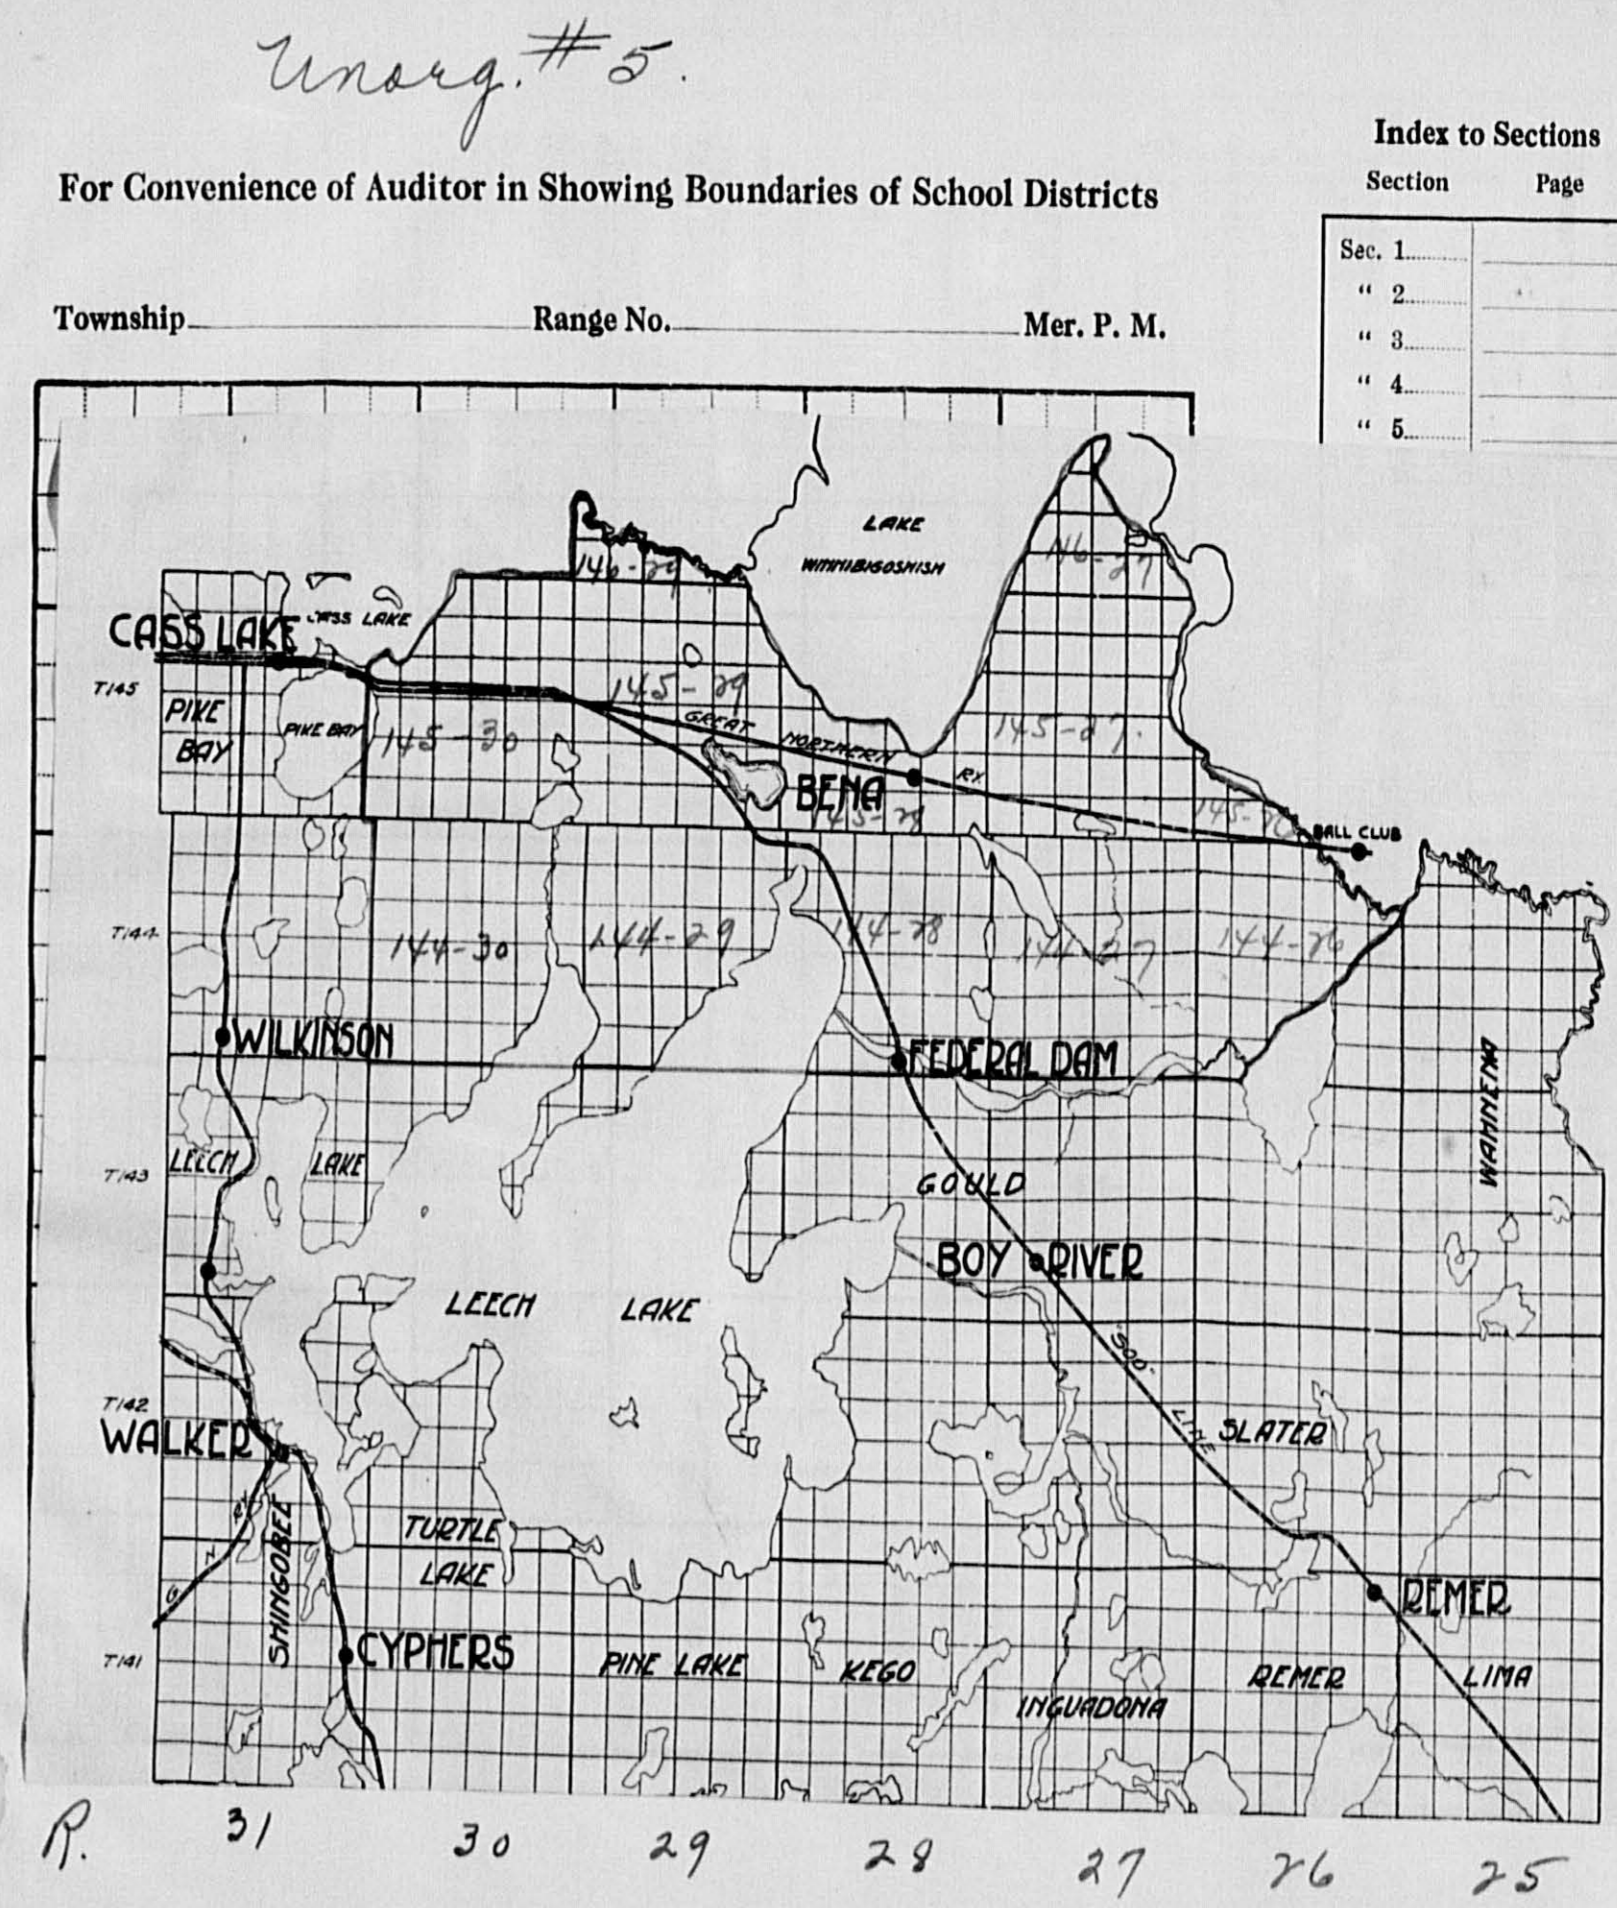 Unorg. #5.
Index to Sections
Section Page
For Convenience of Auditor in Showing Boundaries of School Districts
Sec. 1
" 2
Township Range No. Mer. P. M.
" 3
" 4
" 5
LAKE
WINNIBIGOSHISH
146-29
146-27
CASS LAKE
CASS LAKE
T145
145-29
PIKE
BAY
PIKE BAY
145-30
GREAT NORTHERN RY.
145-27.
BENA
145-28
145-26
BALL CLUB
T144
144-30
144-29
144-28
144-27
144-26
WILKINSON
FEDERAL DAM
WAHNENA
T143
LEECH LAKE
GOULD
BOY RIVER
LEECH LAKE
"SOO" LINE
T142
WALKER
SLATER
TURTLE
LAKE
G. N. RY.
SHINGOBEE
REMER
T141
CYPHERS
PINE LAKE
KEGO
INGUADONA
REMER
LIMA
R. 31 30 29 28 27 26 25